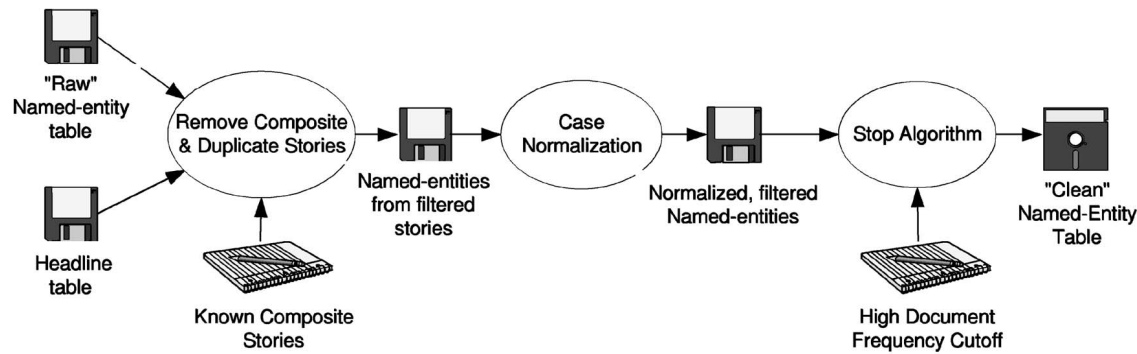 "Raw"
Named-entity
table
Headline
table
Remove Composite
& Duplicate Stories
Known Composite
Stories
Named-entities
from filtered
stories
Case
Normalization
Normalized, filtered
Named-entities
Stop Algorithm
High Document
Frequency Cutoff
"Clean"
Named-Entity
Table